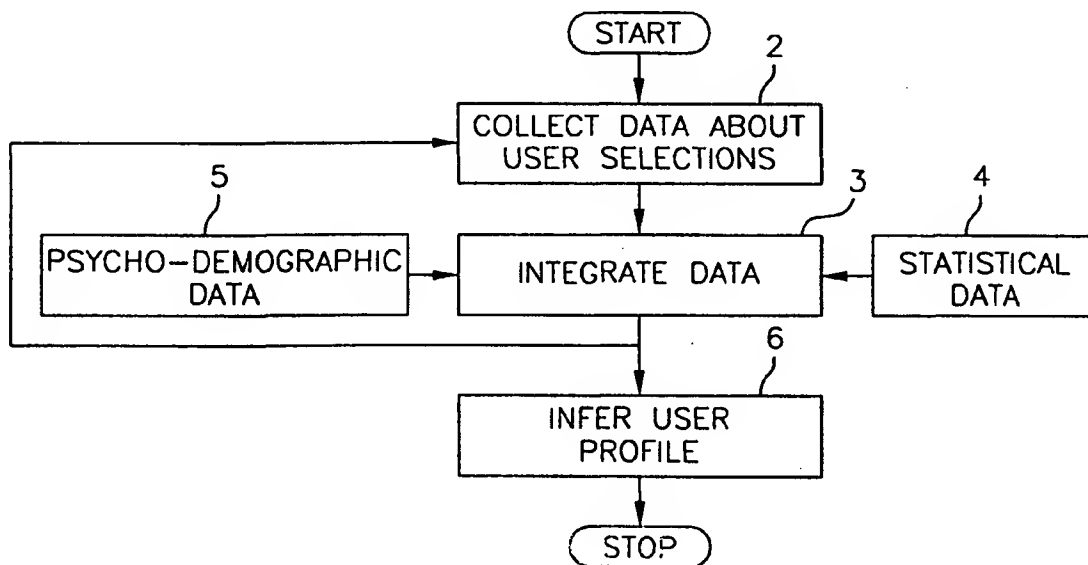 START
2
COLLECT DATA ABOUT
USER SELECTIONS
5
3
4
PSYCHO-DEMOGRAPHIC
DATA
INTEGRATE DATA
STATISTICAL
DATA
6
INFER USER
PROFILE
STOP